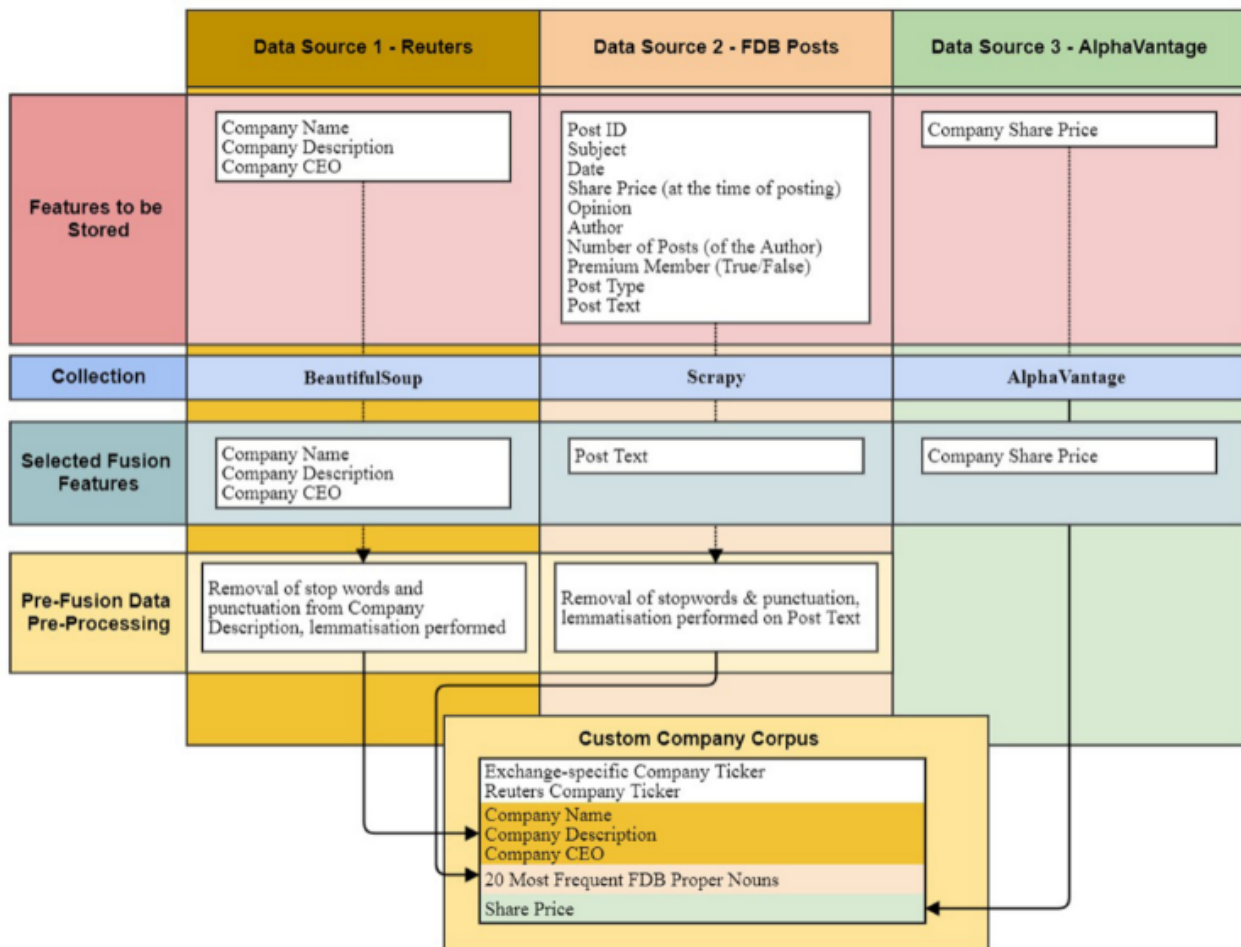 Data Source 1 - Reuters
Data Source 2 - FDB Posts
Data Source 3 - AlphaVantage
Features to be
Stored
Company Name
Company Description
Company CEO
Post ID
Subject
Date
Share Price (at the time of posting)
Opinion
Author
Number of Posts (of the Author)
Premium Member (True/False)
Post Type
Post Text
Company Share Price
Collection
BeautifulSoup
Scrapy
AlphaVantage
Selected Fusion
Features
Company Name
Company Description
Company CEO
Post Text
Company Share Price
Pre-Fusion Data
Pre-Processing
Removal of stop words and
punctuation from Company
Description, lemmatisation performed
Removal of stopwords & punctuation,
lemmatisation performed on Post Text
Custom Company Corpus
Exchange-specific Company Ticker
Reuters Company Ticker
Company Name
Company Description
Company CEO
20 Most Frequent FDB Proper Nouns
Share Price